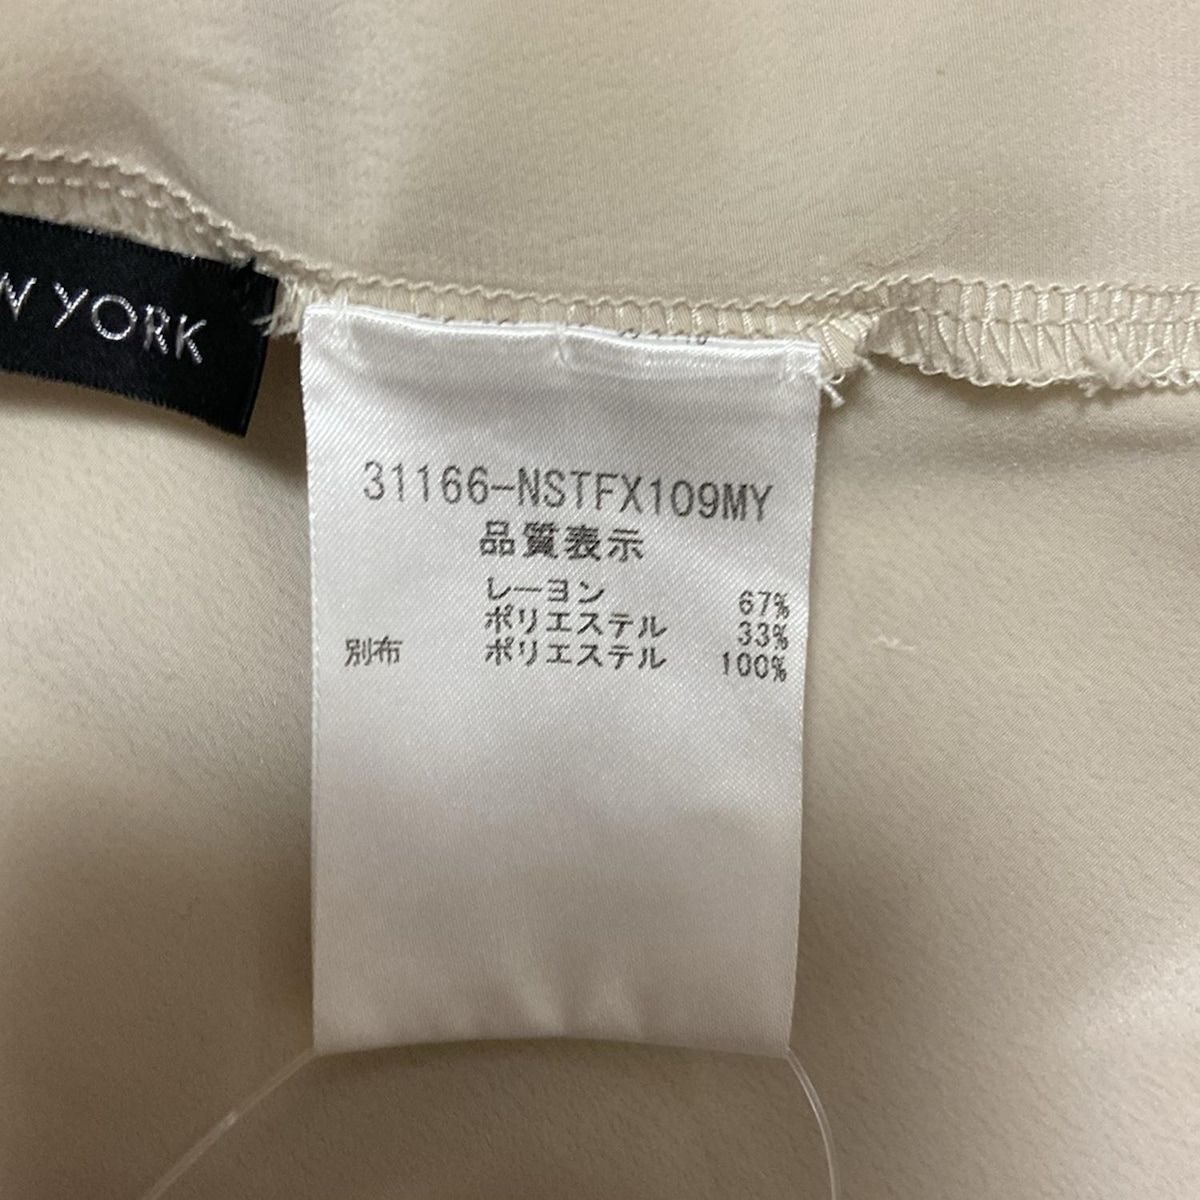 W YORK
31166-NSTFX109MY
品質表示
レーヨン 67%
ポリエステル 33%
別布 ポリエステル 100%